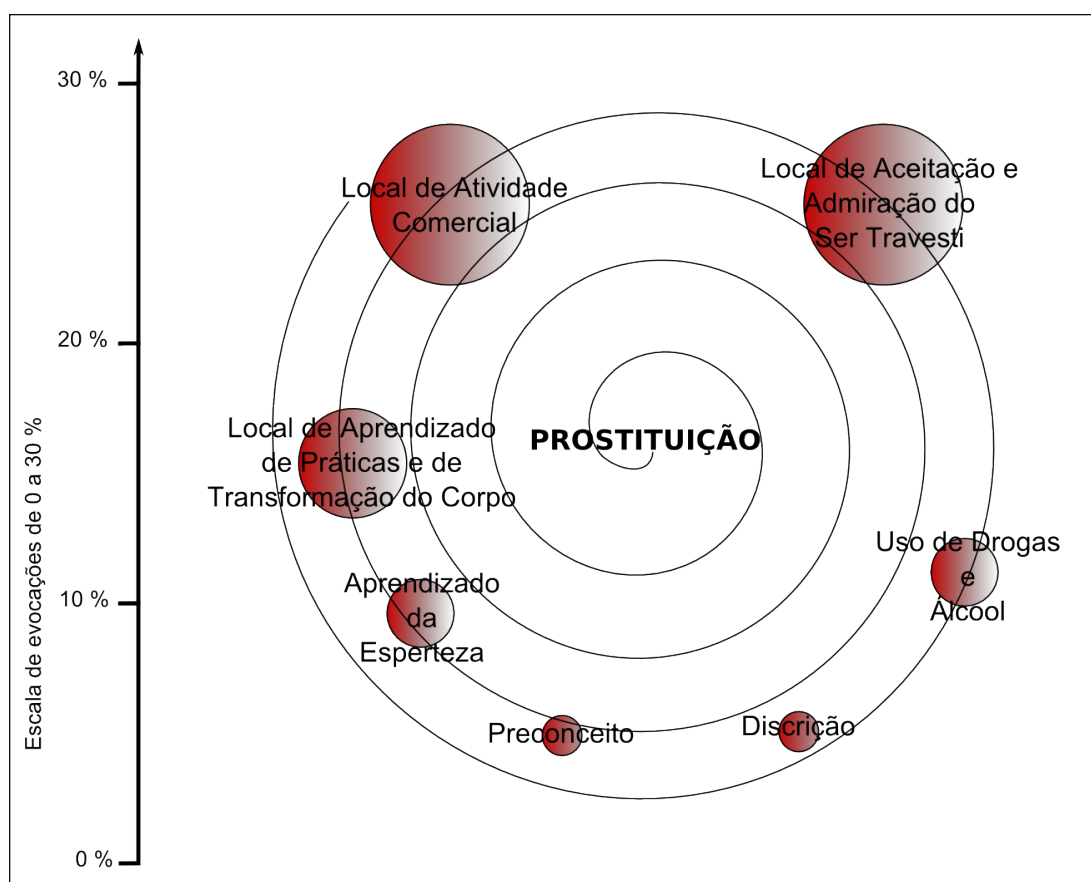 30 %
20 %
10 %
0 %
Escala de evocações de 0 a 30 %
Local de Atividade
Comercial
Local de Aceitação e
Admiração do
Ser Travesti
PROSTITUIÇÃO
Local de Aprendizado
de Práticas e de
Transformação do Corpo
Aprendizado
da
Esperteza
Uso de Drogas
e
Álcool
Preconceito
Discrição